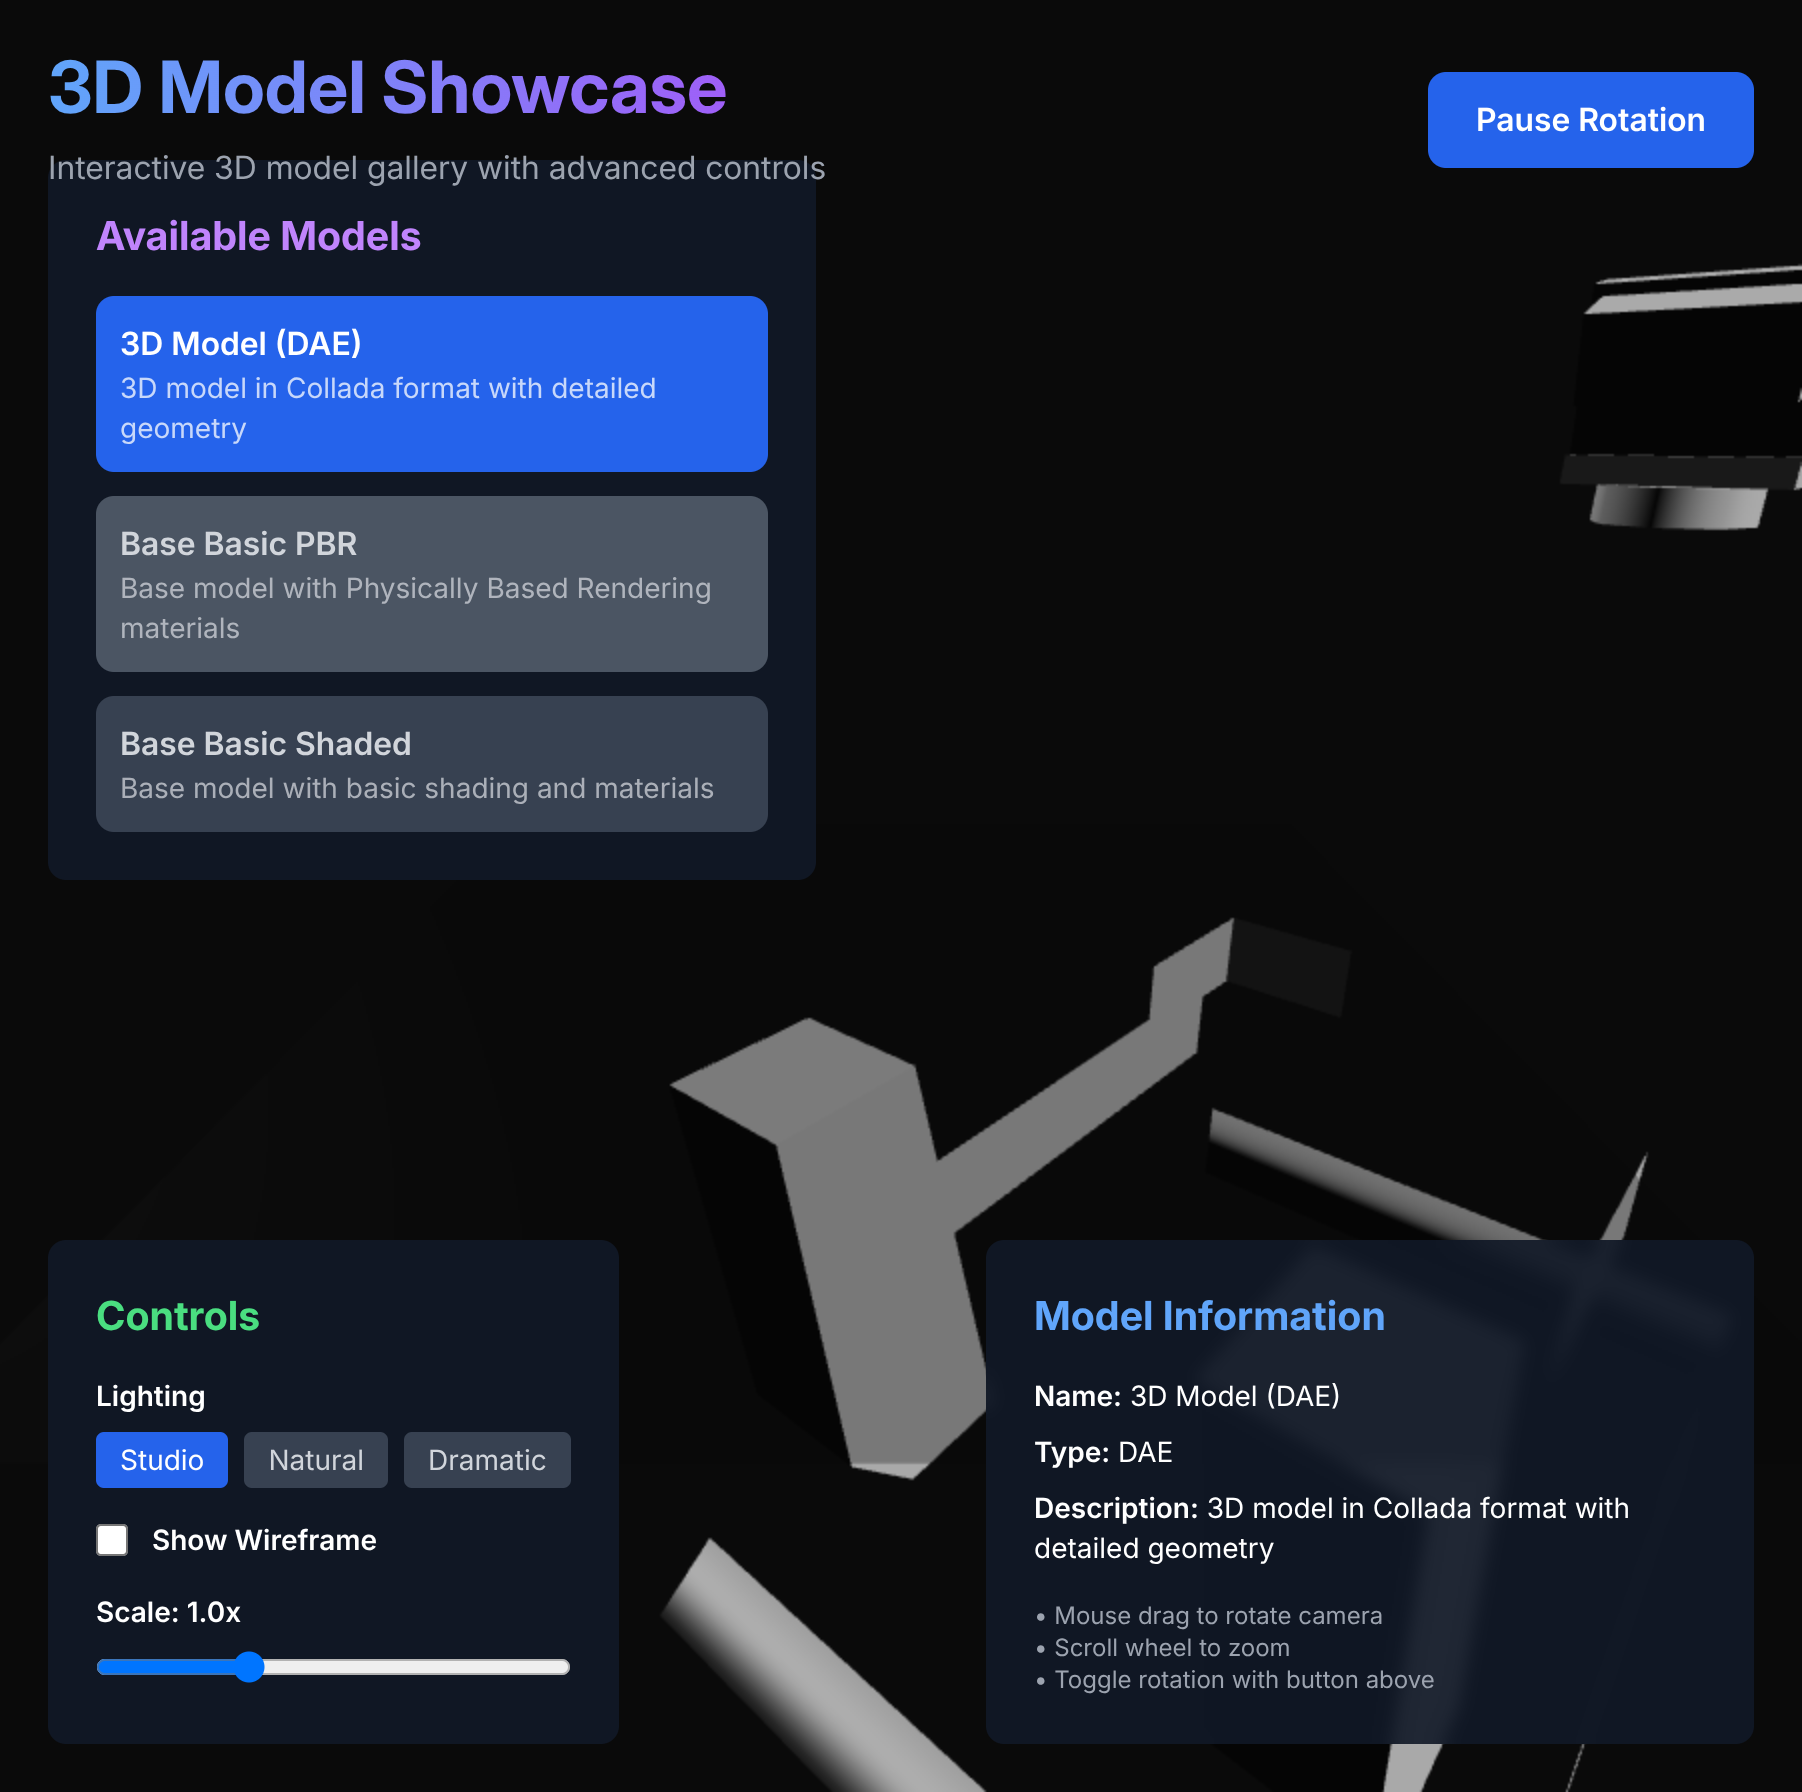 3D Model Showcase
Interactive 3D model gallery with advanced controls
Pause Rotation
Available Models
3D Model (DAE)
3D model in Collada format with detailed
geometry
Base Basic PBR
Base model with Physically Based Rendering
materials
Base Basic Shaded
Base model with basic shading and materials
Controls
Lighting
Studio
Natural
Dramatic
Show Wireframe
Scale: 1.0x
Model Information
Name: 3D Model (DAE)
Type: DAE
Description: 3D model in Collada format with
detailed geometry
• Mouse drag to rotate camera
• Scroll wheel to zoom
• Toggle rotation with button above